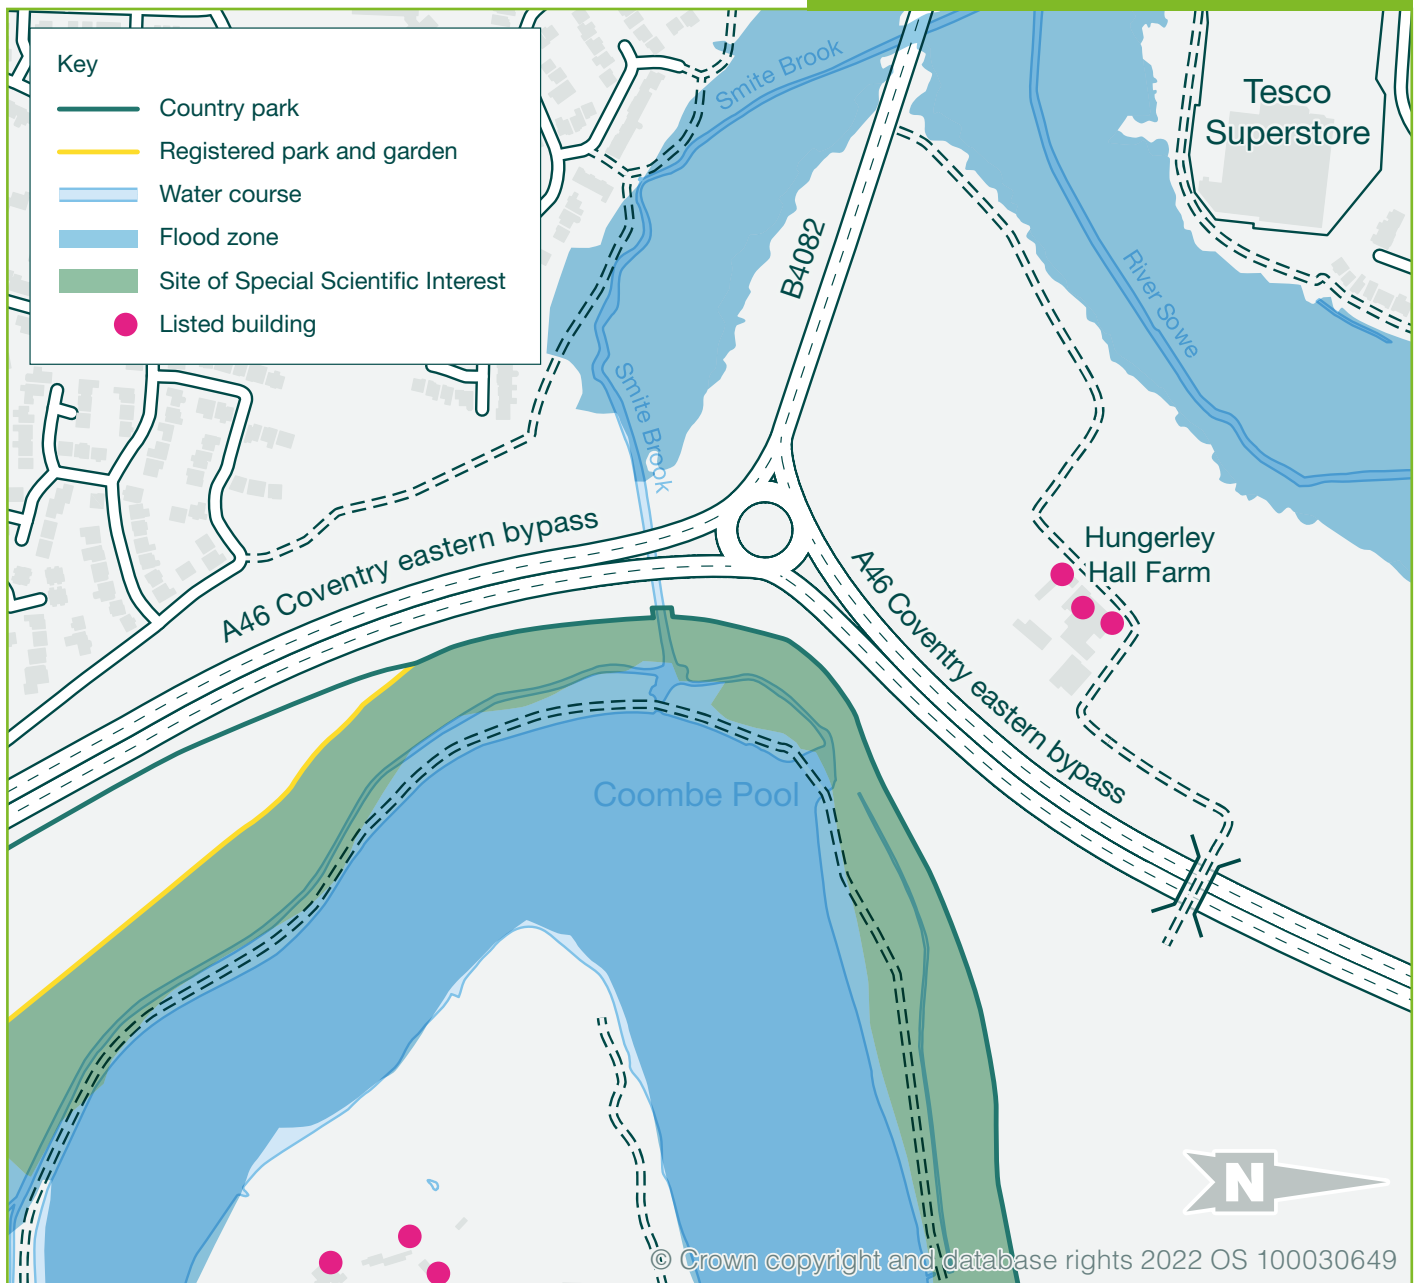 Key
Country park
Registered park and garden
Water course
Flood zone
Site of Special Scientific Interest
Listed building
Smite Brook
Tesco
Superstore
B4082
River Sowe
Smite Brook
A46 Coventry eastern bypass
Hungerley
Hall Farm
A46 Coventry eastern bypass
Coombe Pool
N
© Crown copyright and database rights 2022 OS 100030649